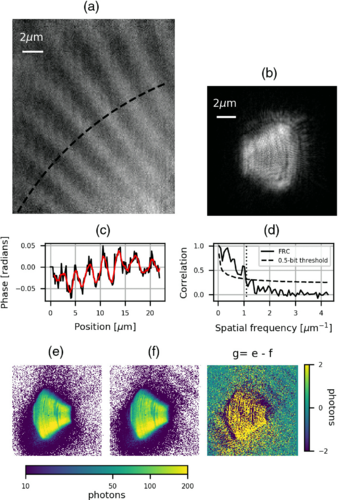 (a)
2μm
(b)
2μm
(c)
Phase [radians]
0.05
0.00
−0.05
0
5
10
15
20
Position [μm]
(d)
Correlation
1.0
0.5
0.0
FRC
0.5-bit threshold
0
1
2
3
4
Spatial frequency [μm⁻¹]
(e)
(f)
g= e - f
2
0
−2
photons
10
50
100
200
photons